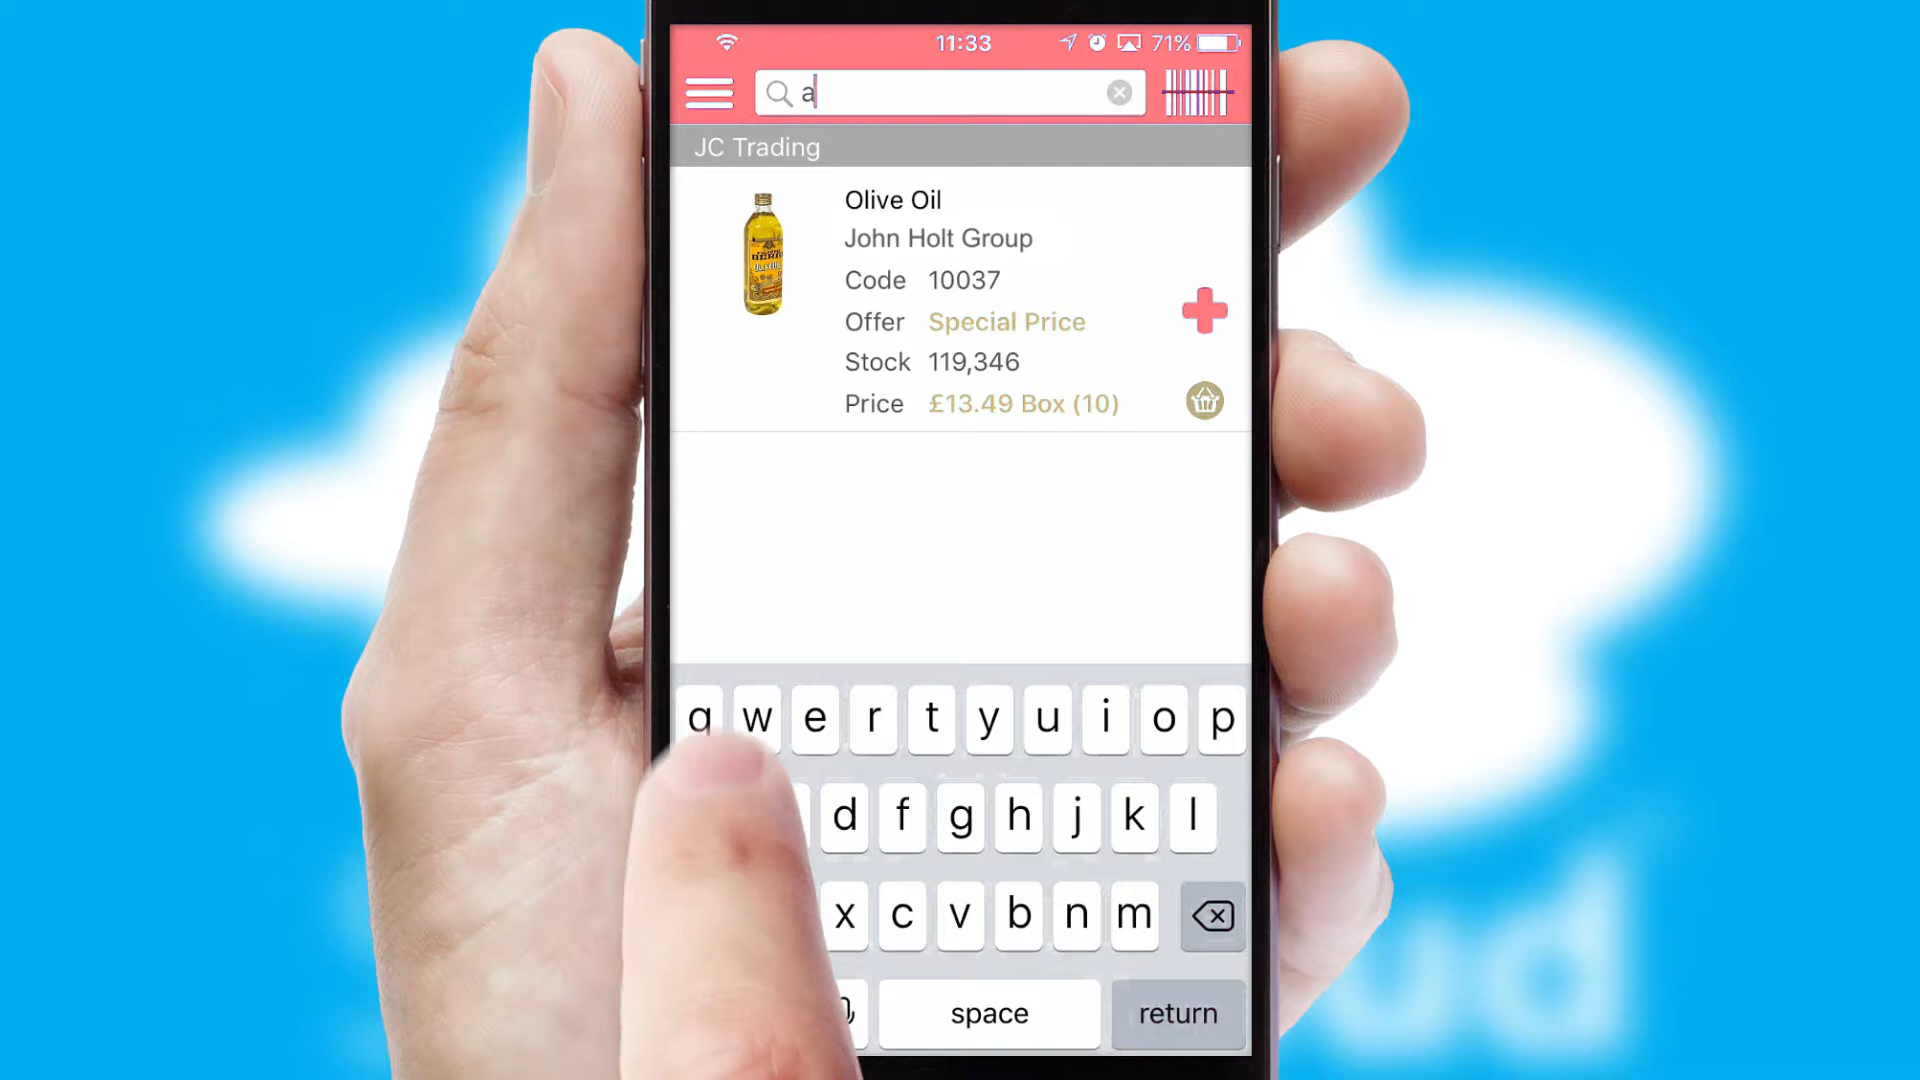 11:33 71%
a
JC Trading
Olive Oil
John Holt Group
Code 10037
Offer Special Price
Stock 119,346
Price £13.49 Box (10)
q w e r t y u i o p
d f g h j k l
x c v b n m
space return
ud